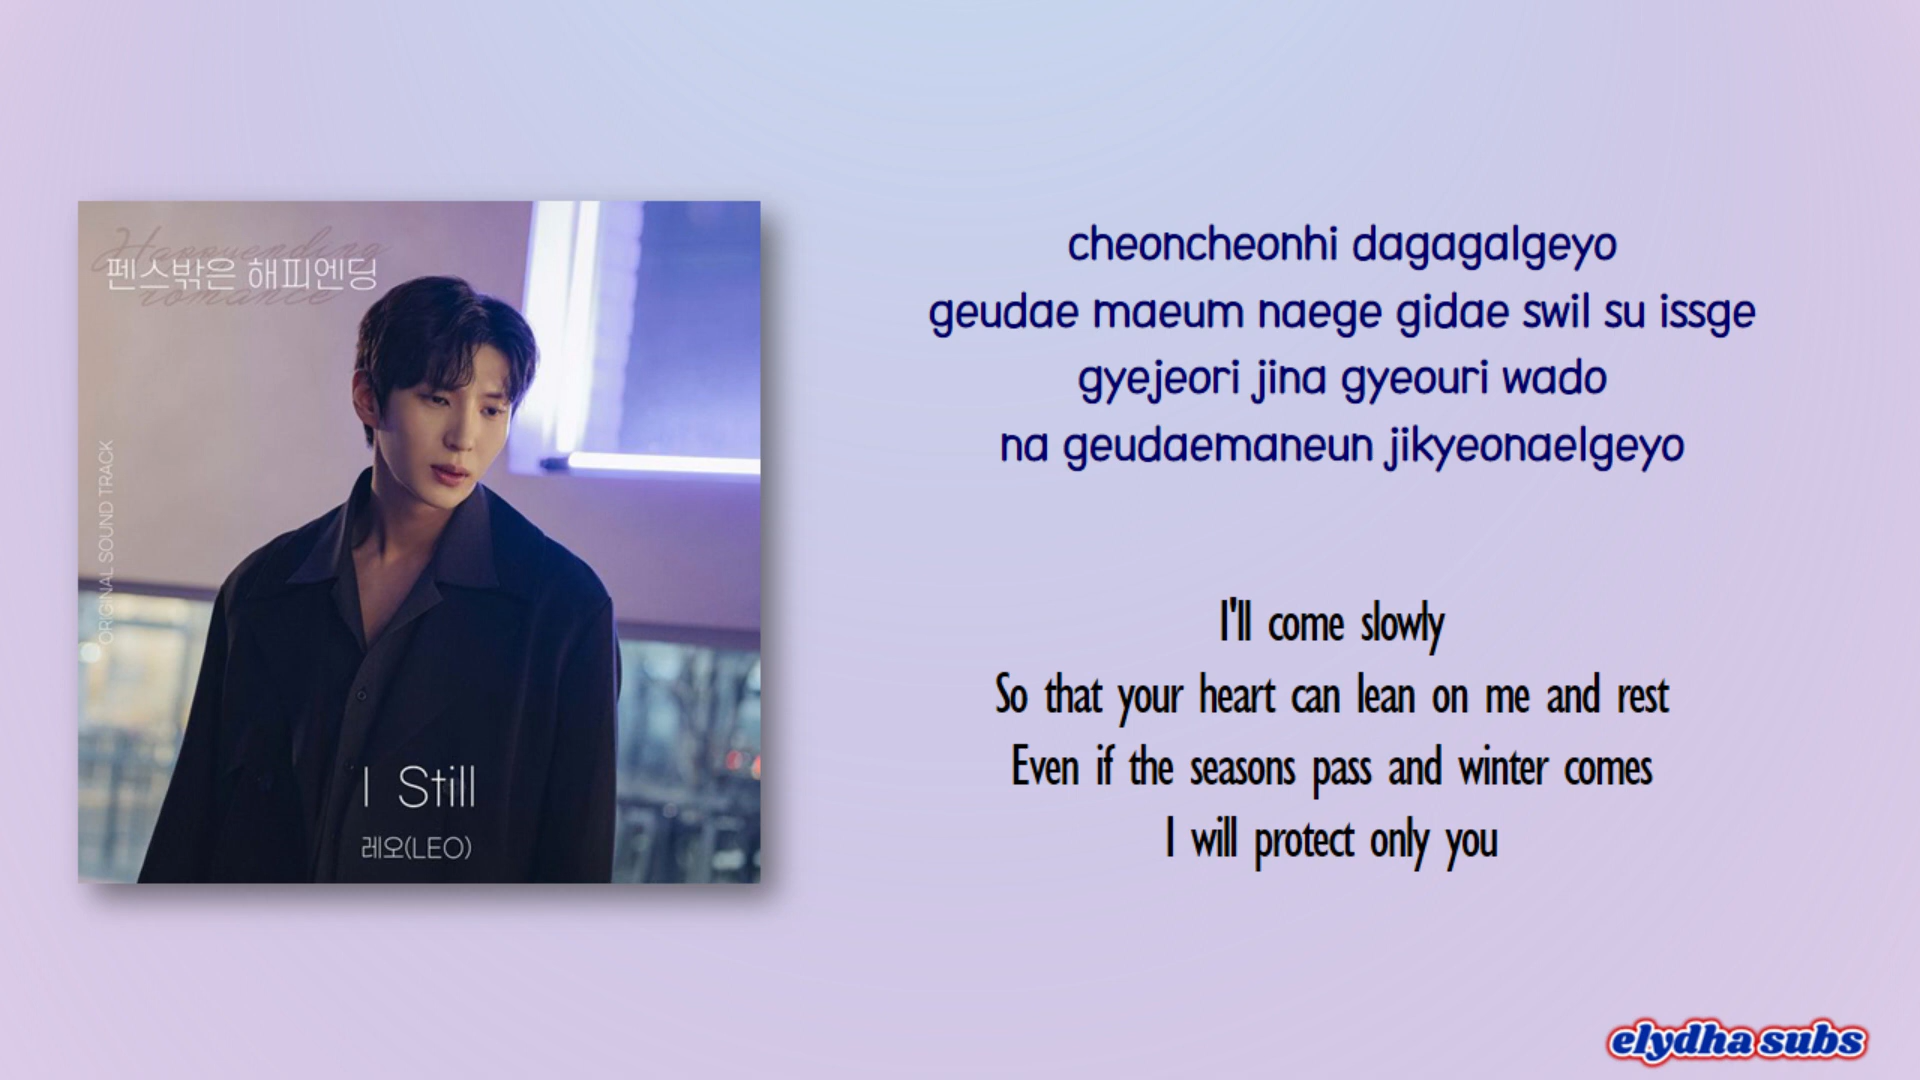 Happyending
펜스밖은 해피엔딩
romance
ORIGINAL SOUND TRACK
I Still
레오(LEO)
cheoncheonhi dagagalgeyo
geudae maeum naege gidae swil su issge
gyejeori jina gyeouri wado
na geudaemaneun jikyeonaelgeyo
I'll come slowly
So that your heart can lean on me and rest
Even if the seasons pass and winter comes
I will protect only you
elydha subs